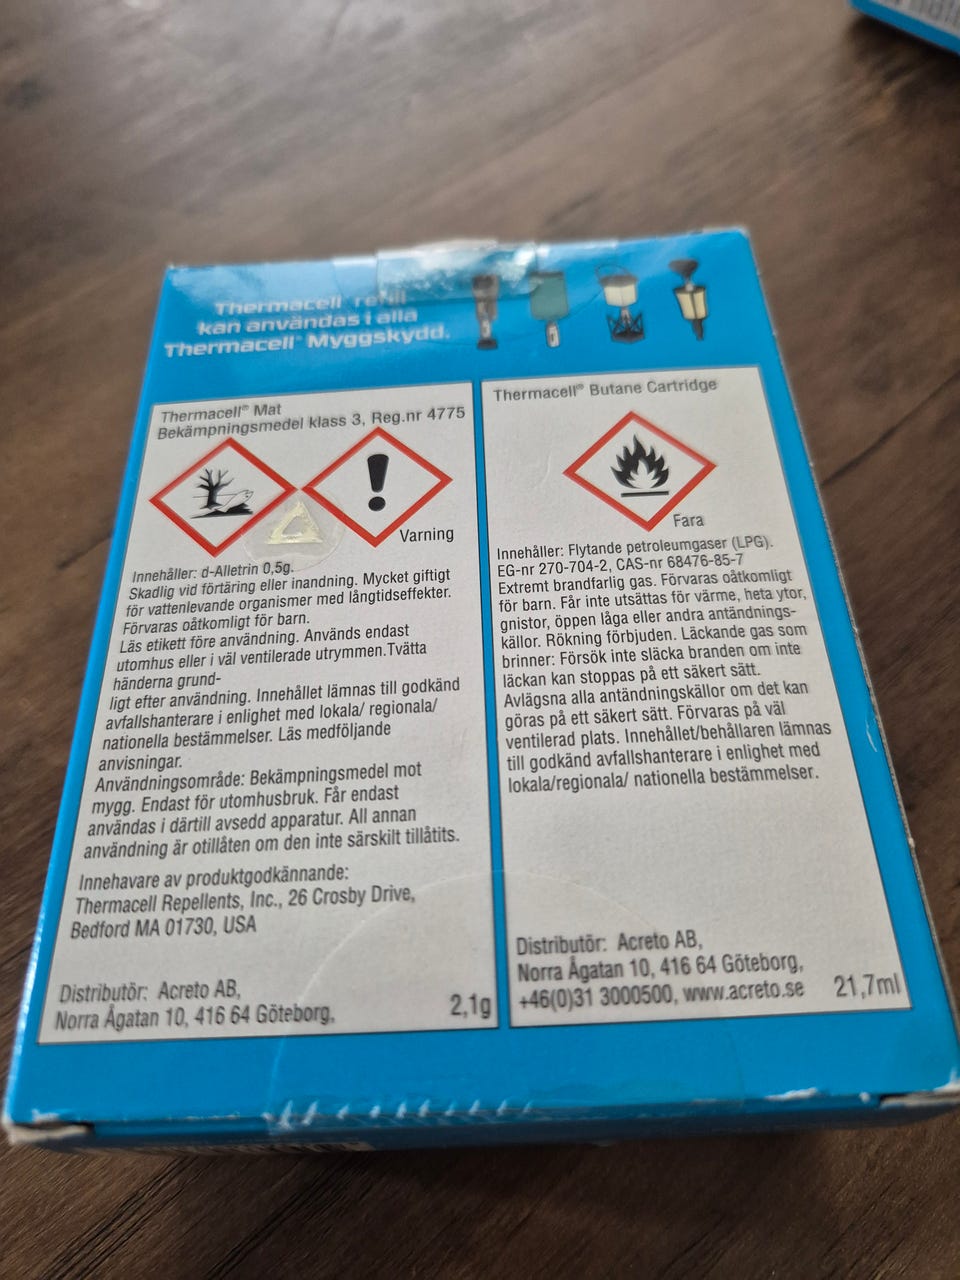 Thermacell refill
kan användas i alla
Thermacell® Myggskydd.
Thermacell® Mat
Bekämpningsmedel klass 3, Reg.nr 4775
Varning
Innehåller: d-Alletrin 0,5g.
Skadlig vid förtäring eller inandning. Mycket giftigt
för vattenlevande organismer med långtidseffekter.
Förvaras oåtkomligt för barn.
Läs etikett före användning. Används endast
utomhus eller i väl ventilerade utrymmen.Tvätta
händerna grund-
ligt efter användning. Innehållet lämnas till godkänd
avfallshanterare i enlighet med lokala/ regionala/
nationella bestämmelser. Läs medföljande
anvisningar.
Användningsområde: Bekämpningsmedel mot
mygg. Endast för utomhusbruk. Får endast
användas i därtill avsedd apparatur. All annan
användning är otillåten om den inte särskilt tillåtits.
Innehavare av produktgodkännande:
Thermacell Repellents, Inc., 26 Crosby Drive,
Bedford MA 01730, USA
Distributör: Acreto AB,
Norra Ågatan 10, 416 64 Göteborg,
2,1g
Thermacell® Butane Cartridge
Fara
Innehåller: Flytande petroleumgaser (LPG).
EG-nr 270-704-2, CAS-nr 68476-85-7
Extremt brandfarlig gas. Förvaras oåtkomligt
för barn. Får inte utsättas för värme, heta ytor,
gnistor, öppen låga eller andra antändnings-
källor. Rökning förbjuden. Läckande gas som
brinner: Försök inte släcka branden om inte
läckan kan stoppas på ett säkert sätt.
Avlägsna alla antändningskällor om det kan
göras på ett säkert sätt. Förvaras på väl
ventilerad plats. Innehållet/behållaren lämnas
till godkänd avfallshanterare i enlighet med
lokala/regionala/ nationella bestämmelser.
Distributör: Acreto AB,
Norra Ågatan 10, 416 64 Göteborg,
+46(0)31 3000500, www.acreto.se
21,7ml